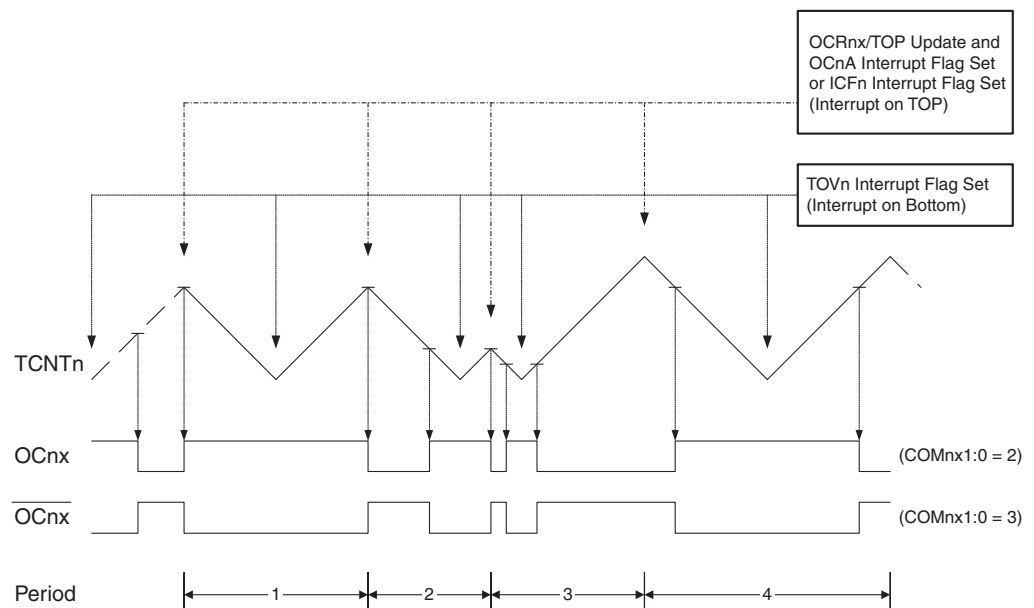 OCRnx/TOP Update and
OCnA Interrupt Flag Set
or ICFn Interrupt Flag Set
(Interrupt on TOP)
TOVn Interrupt Flag Set
(Interrupt on Bottom)
TCNTn
OCnx
(COMnx1:0 = 2)
OCnx
(COMnx1:0 = 3)
Period
1
2
3
4